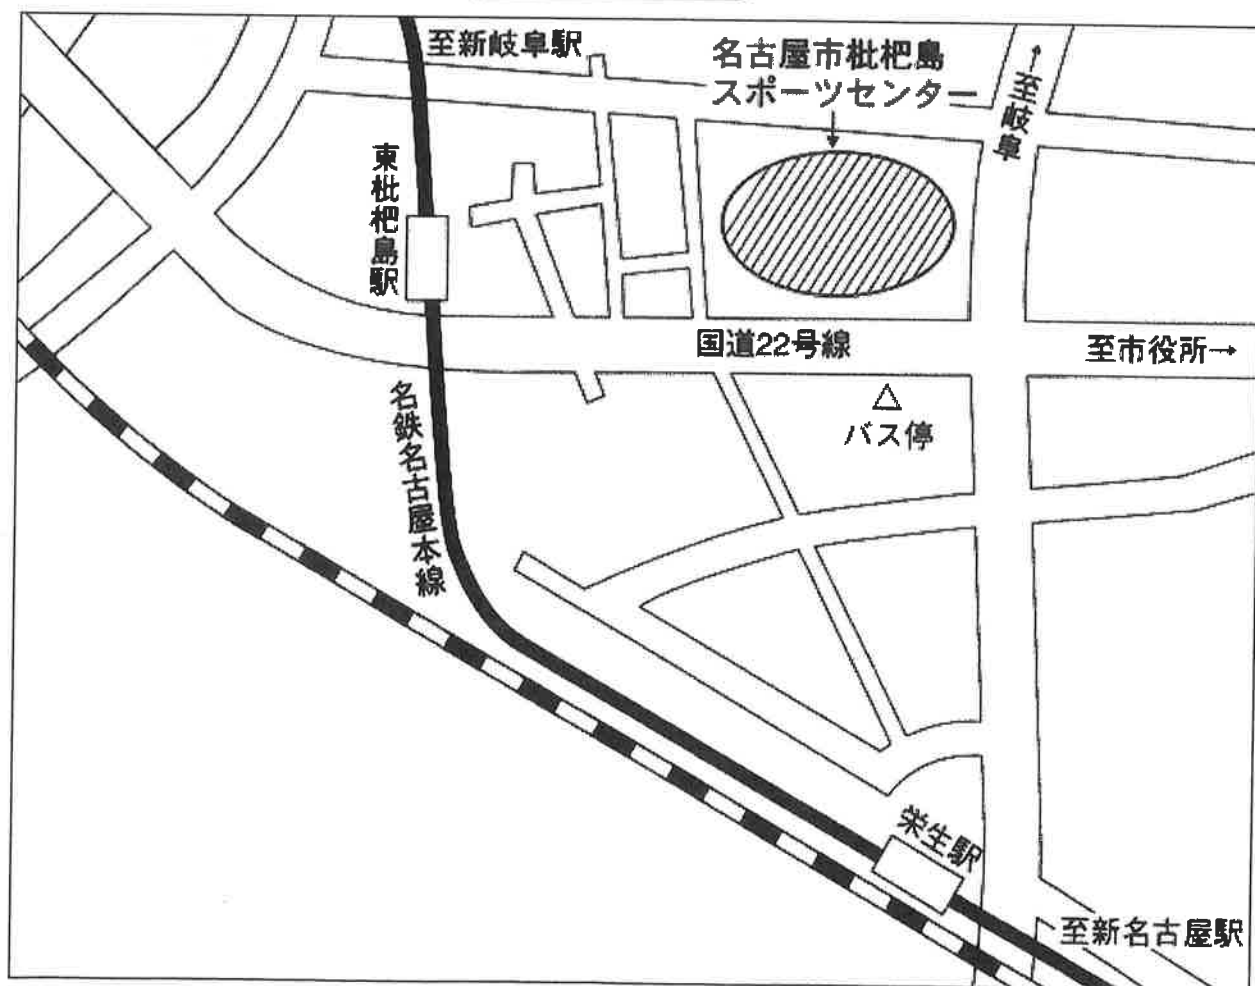 至新岐阜駅
名古屋市枇杷島
スポーツセンター
←至岐阜
東枇杷島駅
国道22号線
至市役所→
バス停
名鉄名古屋本線
栄生駅
至新名古屋駅